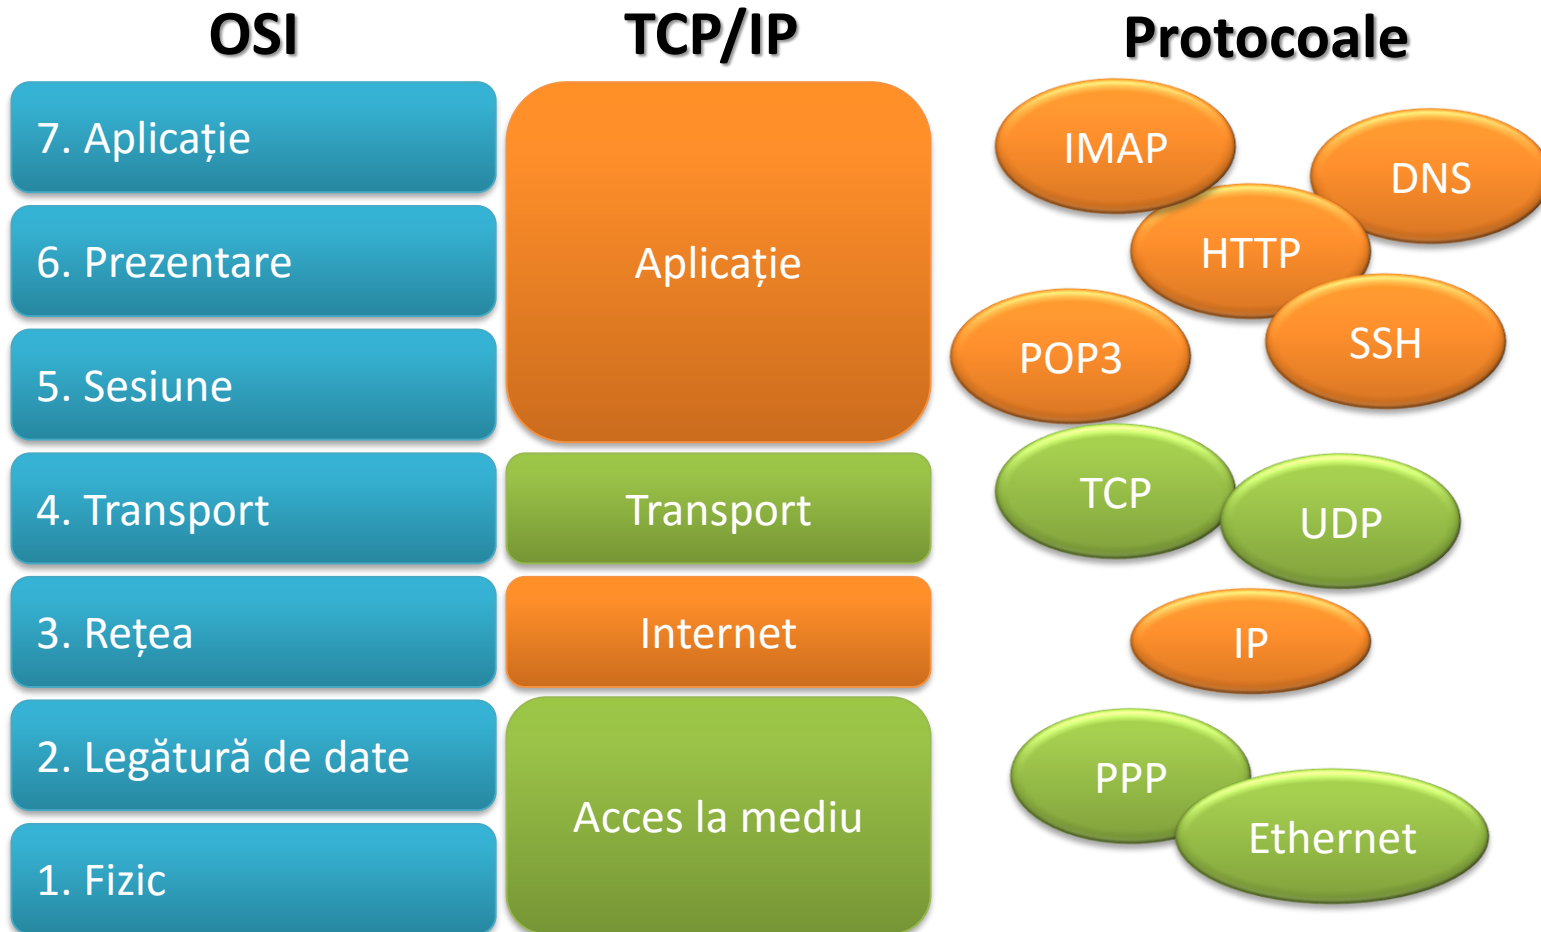 OSI
TCP/IP
Protocoale
7. Aplicație
6. Prezentare
5. Sesiune
4. Transport
3. Rețea
2. Legătură de date
1. Fizic
Aplicație
Transport
Internet
Acces la mediu
IMAP
DNS
HTTP
SSH
POP3
TCP
UDP
IP
PPP
Ethernet